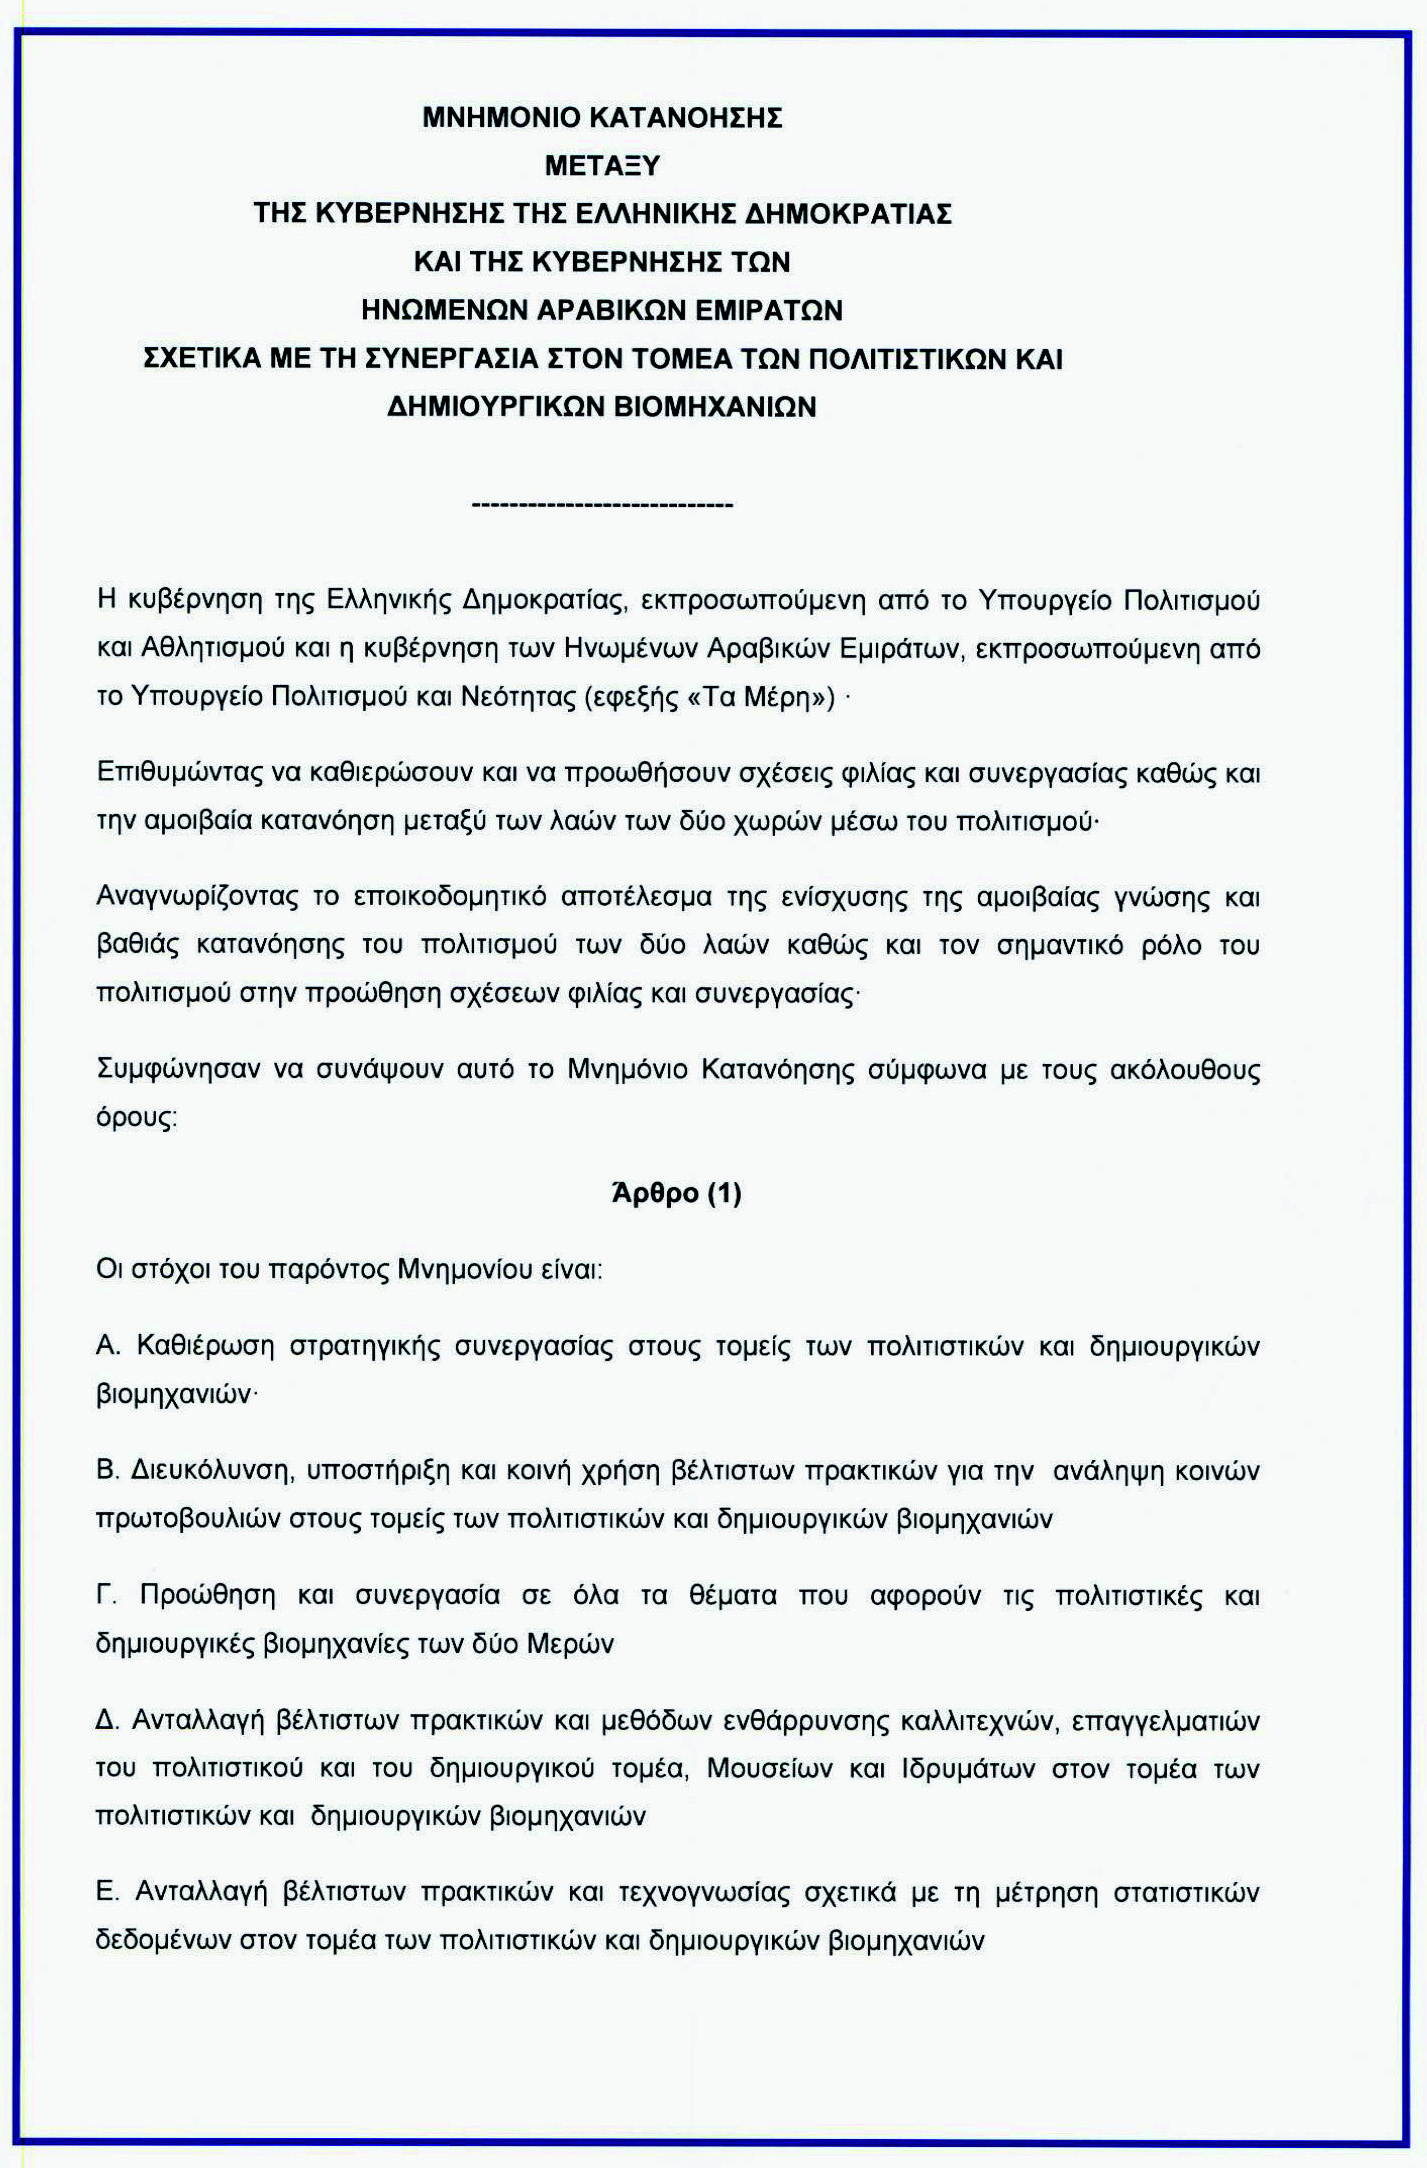 ΜΝΗΜΟΝΙΟ ΚΑΤΑΝΟΗΣΗΣ
ΜΕΤΑΞΥ
ΤΗΣ ΚΥΒΕΡΝΗΣΗΣ ΤΗΣ ΕΛΛΗΝΙΚΗΣ ΔΗΜΟΚΡΑΤΙΑΣ
ΚΑΙ ΤΗΣ ΚΥΒΕΡΝΗΣΗΣ ΤΩΝ
ΗΝΩΜΕΝΩΝ ΑΡΑΒΙΚΩΝ ΕΜΙΡΑΤΩΝ
ΣΧΕΤΙΚΑ ΜΕ ΤΗ ΣΥΝΕΡΓΑΣΙΑ ΣΤΟΝ ΤΟΜΕΑ ΤΩΝ ΠΟΛΙΤΙΣΤΙΚΩΝ ΚΑΙ
ΔΗΜΙΟΥΡΓΙΚΩΝ ΒΙΟΜΗΧΑΝΙΩΝ
----------------------------
Η κυβέρνηση της Ελληνικής Δημοκρατίας, εκπροσωπούμενη από το Υπουργείο Πολιτισμού
και Αθλητισμού και η κυβέρνηση των Ηνωμένων Αραβικών Εμιράτων, εκπροσωπούμενη από
το Υπουργείο Πολιτισμού και Νεότητας (εφεξής «Τα Μέρη») ·
Επιθυμώντας να καθιερώσουν και να προωθήσουν σχέσεις φιλίας και συνεργασίας καθώς και
την αμοιβαία κατανόηση μεταξύ των λαών των δύο χωρών μέσω του πολιτισμού·
Αναγνωρίζοντας το εποικοδομητικό αποτέλεσμα της ενίσχυσης της αμοιβαίας γνώσης και
βαθιάς κατανόησης του πολιτισμού των δύο λαών καθώς και τον σημαντικό ρόλο του
πολιτισμού στην προώθηση σχέσεων φιλίας και συνεργασίας·
Συμφώνησαν να συνάψουν αυτό το Μνημόνιο Κατανόησης σύμφωνα με τους ακόλουθους
όρους:
Άρθρο (1)
Οι στόχοι του παρόντος Μνημονίου είναι:
Α. Καθιέρωση στρατηγικής συνεργασίας στους τομείς των πολιτιστικών και δημιουργικών
βιομηχανιών·
Β. Διευκόλυνση, υποστήριξη και κοινή χρήση βέλτιστων πρακτικών για την  ανάληψη κοινών
πρωτοβουλιών στους τομείς των πολιτιστικών και δημιουργικών βιομηχανιών
Γ. Προώθηση και συνεργασία σε όλα τα θέματα που αφορούν τις πολιτιστικές και
δημιουργικές βιομηχανίες των δύο Μερών
Δ. Ανταλλαγή βέλτιστων πρακτικών και μεθόδων ενθάρρυνσης καλλιτεχνών, επαγγελματιών
του πολιτιστικού και του δημιουργικού τομέα, Μουσείων και Ιδρυμάτων στον τομέα των
πολιτιστικών και  δημιουργικών βιομηχανιών
Ε. Ανταλλαγή βέλτιστων πρακτικών και τεχνογνωσίας σχετικά με τη μέτρηση στατιστικών
δεδομένων στον τομέα των πολιτιστικών και δημιουργικών βιομηχανιών